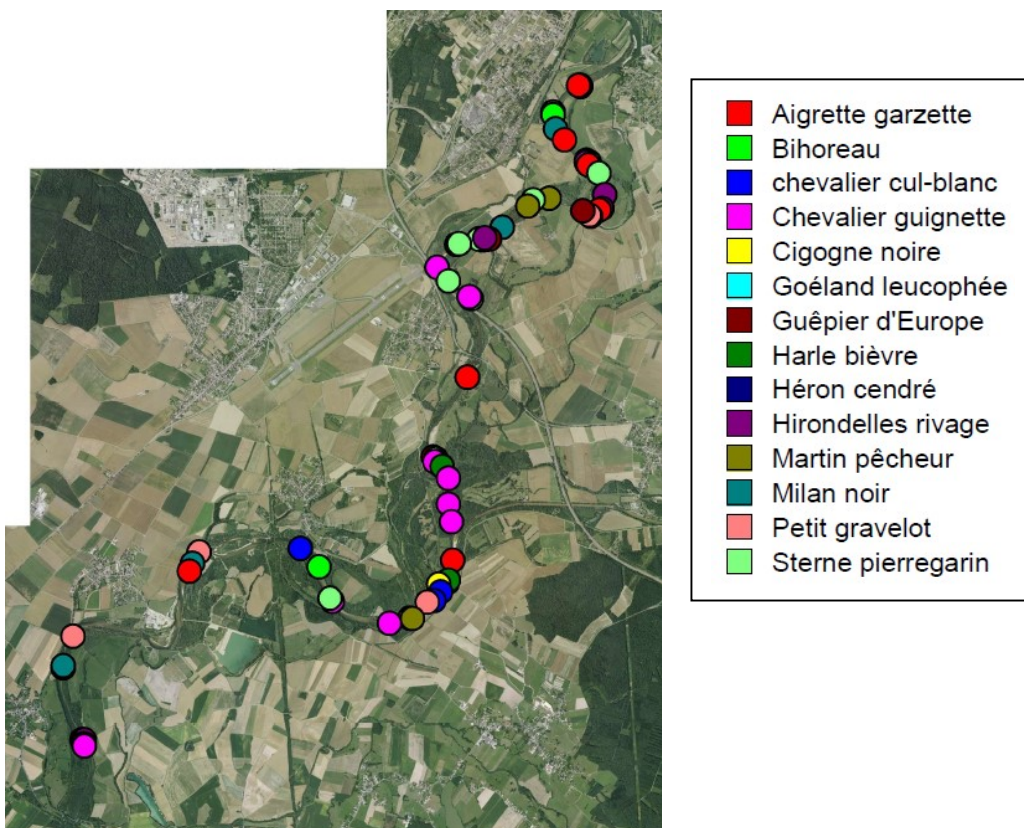 Aigrette garzette
Bihoreau
chevalier cul-blanc
Chevalier guignette
Cigogne noire
Goéland leucophée
Guêpier d'Europe
Harle bièvre
Héron cendré
Hirondelles rivage
Martin pêcheur
Milan noir
Petit gravelot
Sterne pierregarin